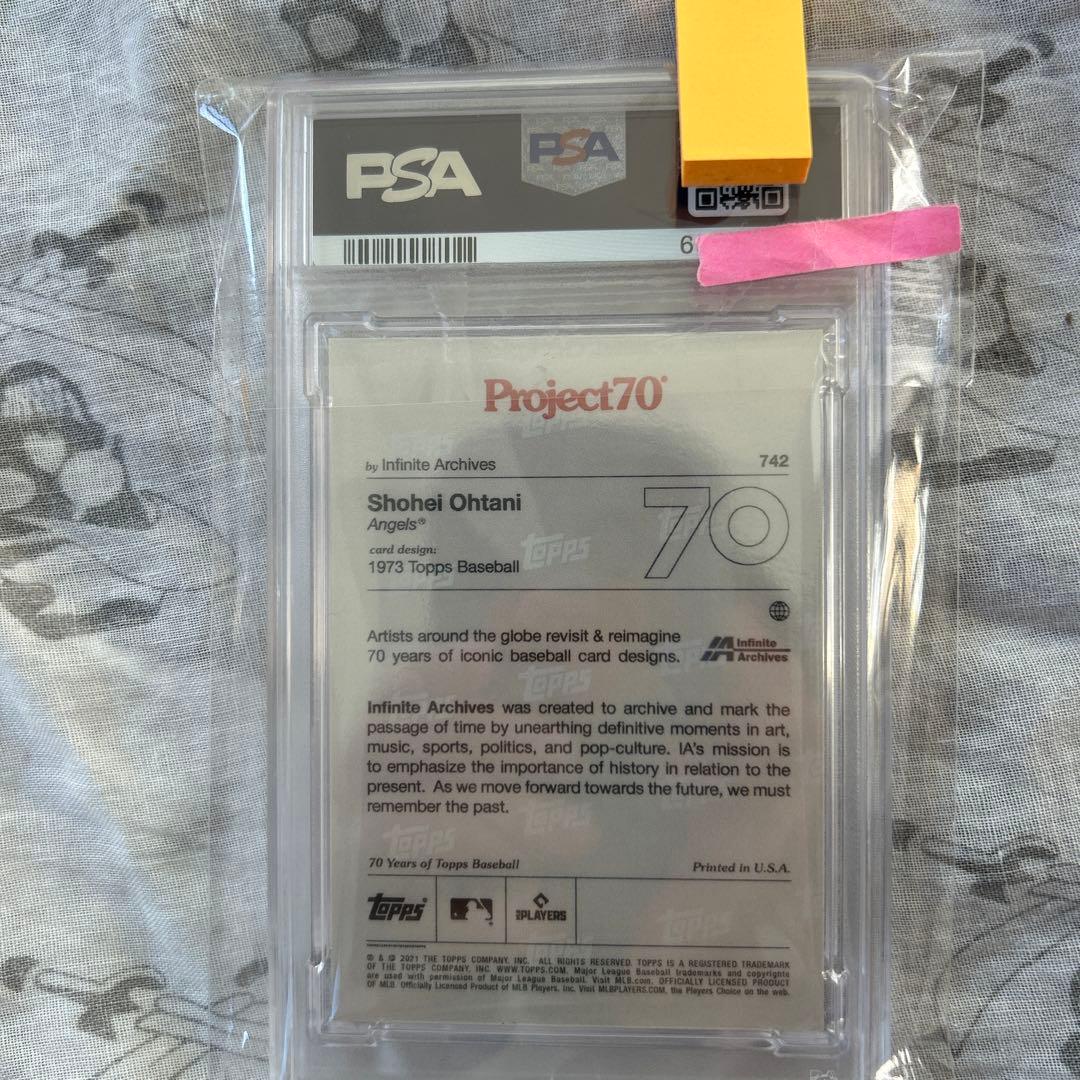 PSA PSA
6
Project70®
by Infinite Archives 742
Shohei Ohtani
Angels®
70
card design:
1973 Topps Baseball
Artists around the globe revisit & reimagine
70 years of iconic baseball card designs.
IA Infinite
Archives
Infinite Archives was created to archive and mark the
passage of time by unearthing definitive moments in art,
music, sports, politics, and pop-culture. IA's mission is
to emphasize the importance of history in relation to the
present. As we move forward towards the future, we must
remember the past.
70 Years of Topps Baseball Printed in U.S.A.
topps PLAYERS
® & © 2021 THE TOPPS COMPANY, INC. ALL RIGHTS RESERVED. TOPPS IS A REGISTERED TRADEMARK
OF THE TOPPS COMPANY, INC. WWW.TOPPS.COM. Major League Baseball trademarks and copyrights
are used with permission of Major League Baseball. Visit MLB.com. OFFICIALLY LICENSED PRODUCT
OF MLB. Officially Licensed Product of MLB Players, Inc. Visit MLBPLAYERS.COM, the Players Choice on the web.